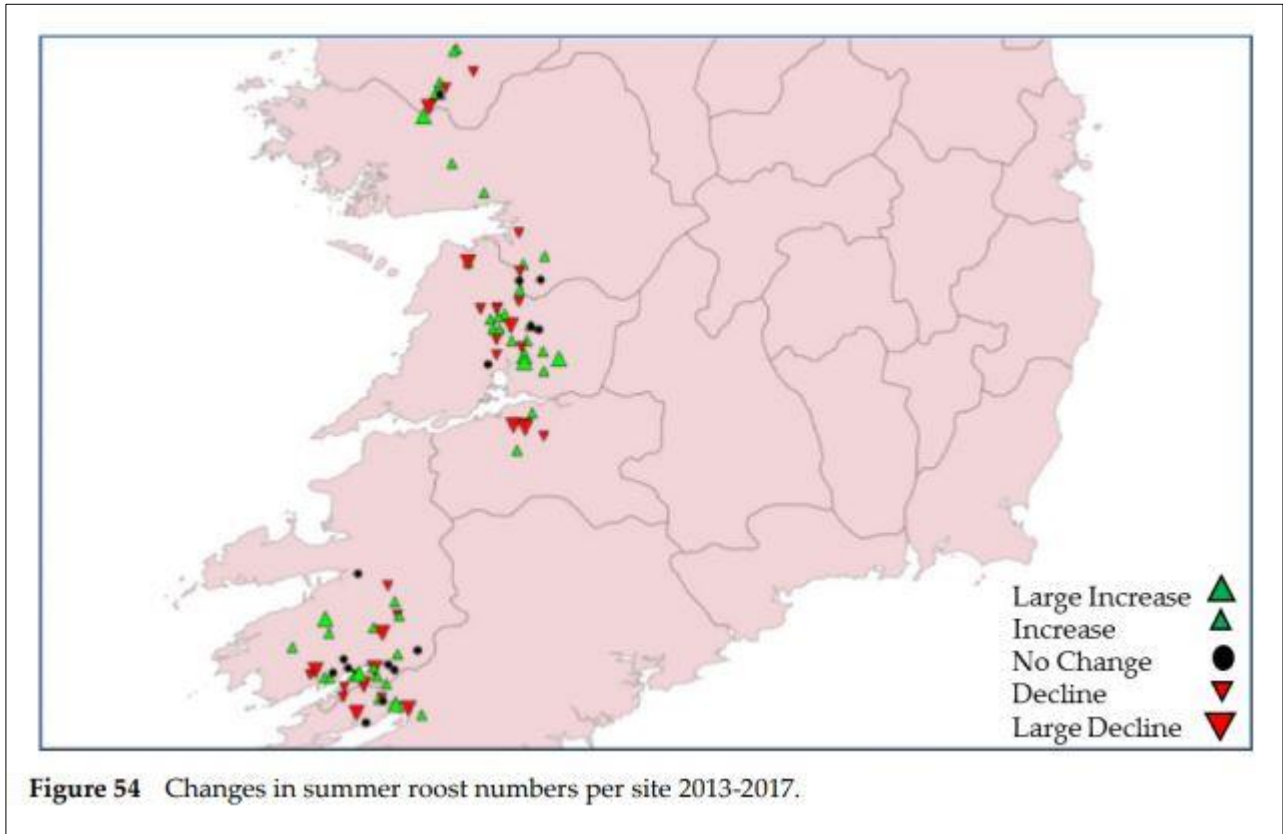 Large Increase
Increase
No Change
Decline
Large Decline
Figure 54 Changes in summer roost numbers per site 2013-2017.